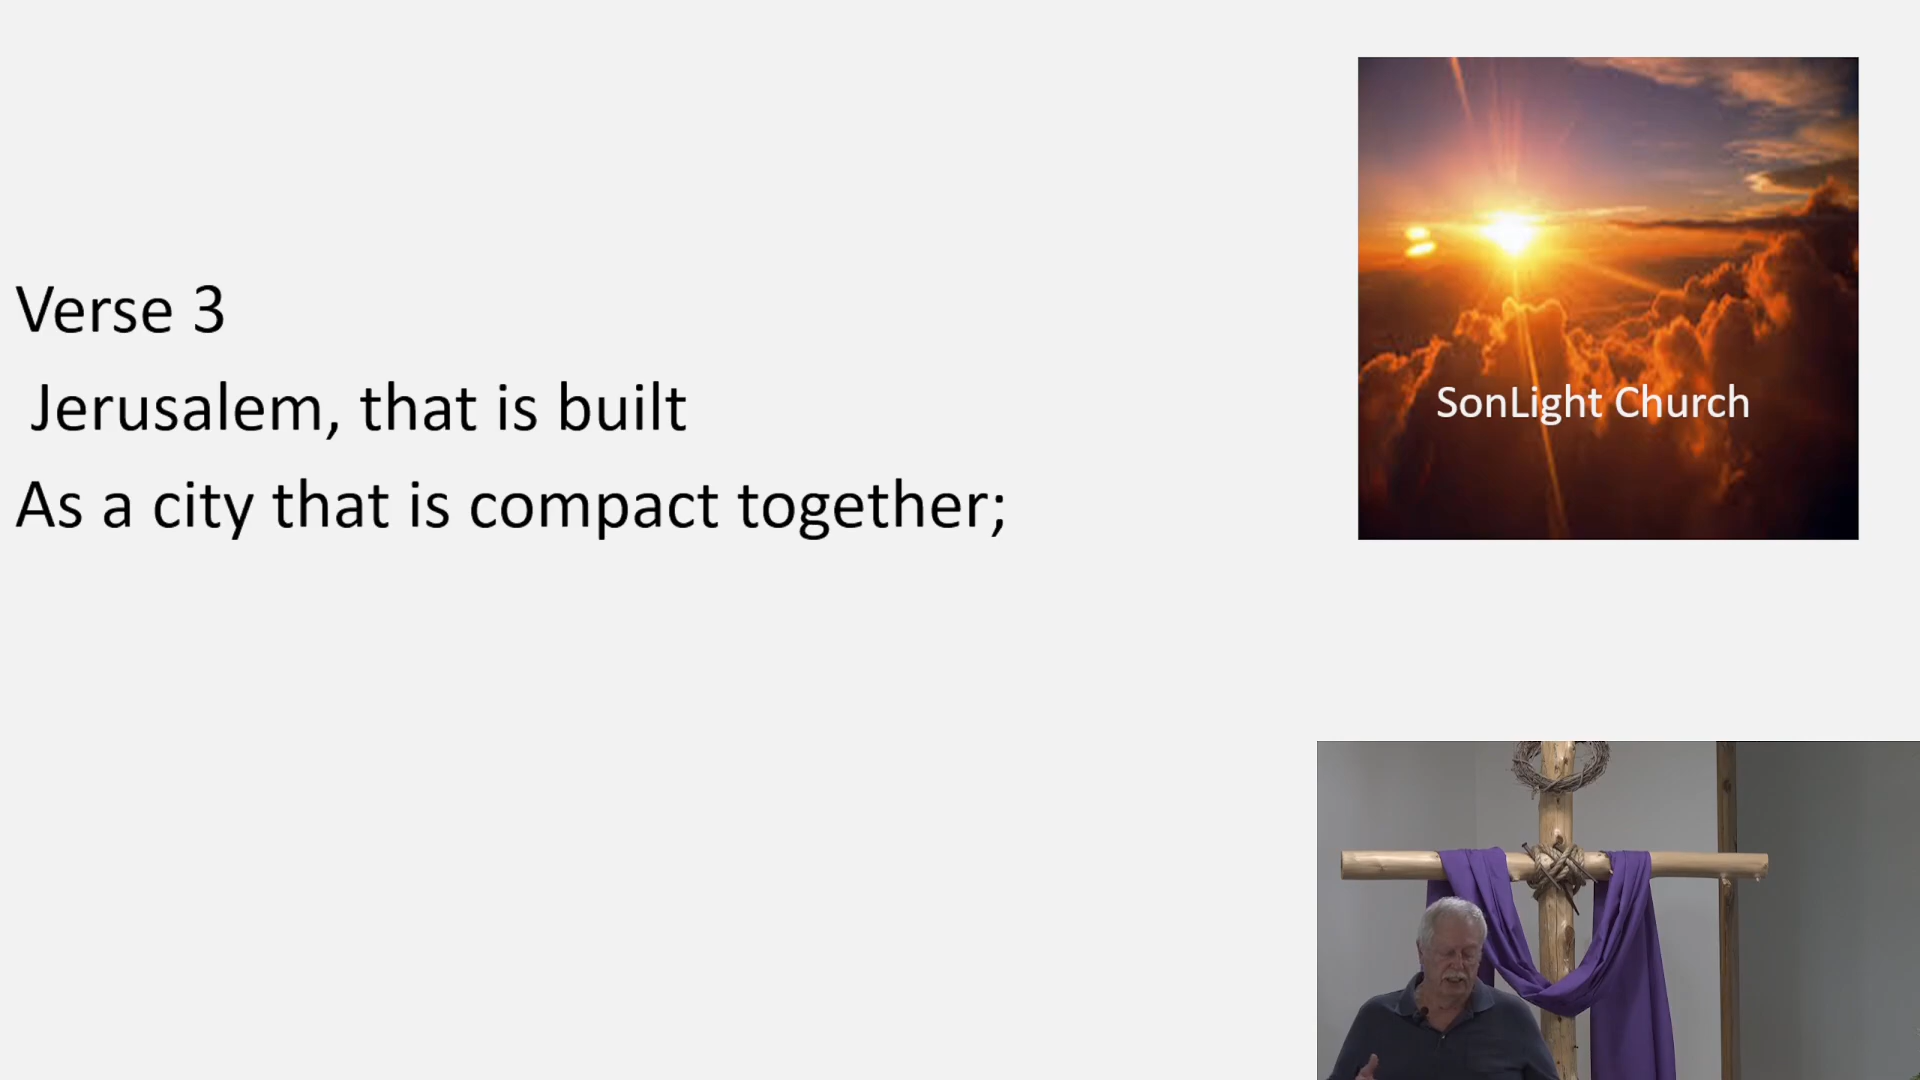 Verse 3
Jerusalem, that is built
As a city that is compact together;
SonLight Church